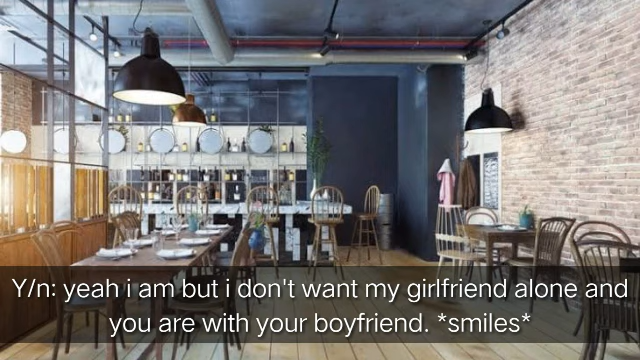 Y/n: yeah i am but i don't want my girlfriend alone and
you are with your boyfriend. *smiles*